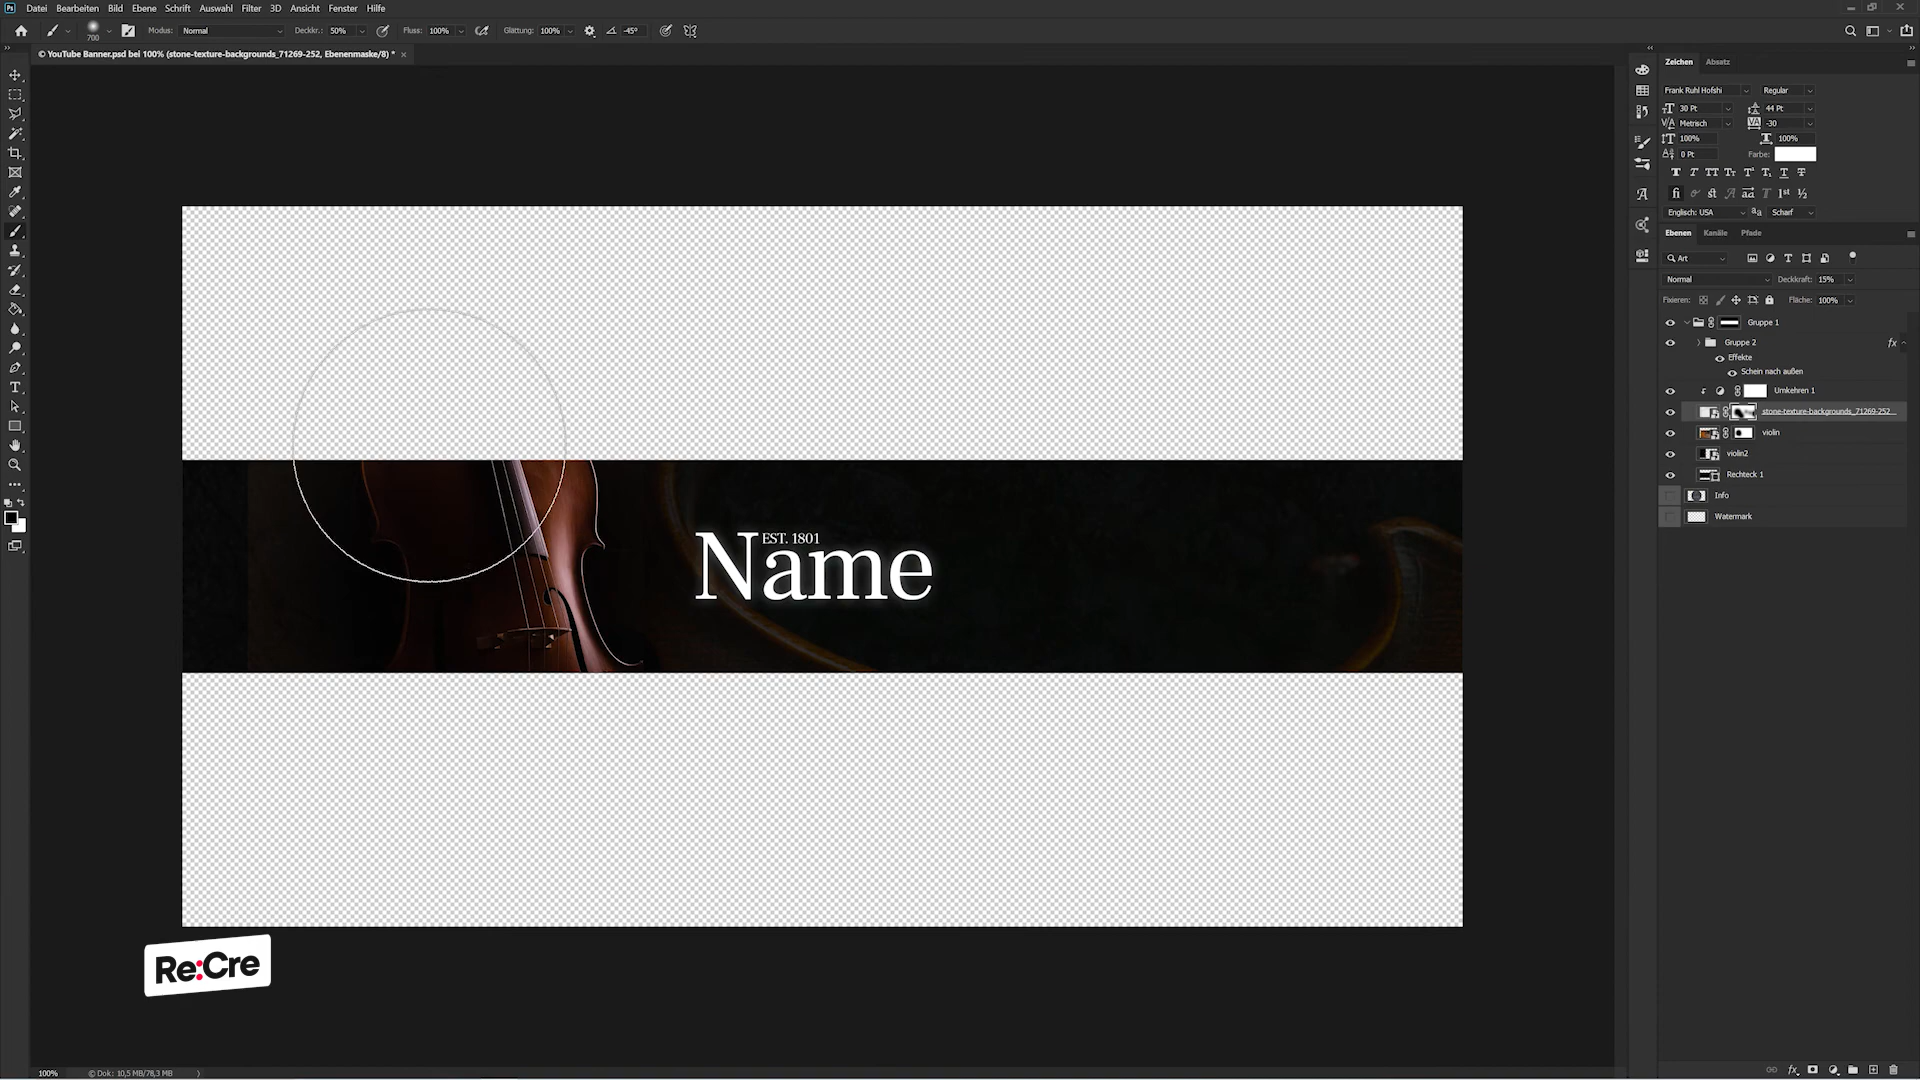 Ps Datei Bearbeiten Bild Ebene Schrift Auswahl Filter 3D Ansicht Fenster Hilfe
700 Modus: Normal Deckkr.: 50% Fluss: 100% Glättung: 100% -45°
© YouTube Banner.psd bei 100% (stone-texture-backgrounds_71269-252, Ebenenmaske/8) * ×
Zeichen Absatz
Frank Ruhl Hofshi Regular
30 Pt 44 Pt
Metrisch -30
100% 100%
0 Pt Farbe:
Englisch: USA Scharf
Ebenen Kanäle Pfade
Art
Normal Deckkraft: 15%
Fixieren: Fläche: 100%
Gruppe 1
Gruppe 2 fx
Effekte
Schein nach außen
Umkehren 1
stone-texture-backgrounds_71269-252...
violin
violin2
Rechteck 1
Info
Watermark
EST. 1801
Name
Re:Cre
100% © Dok: 10,5 MB/78,3 MB